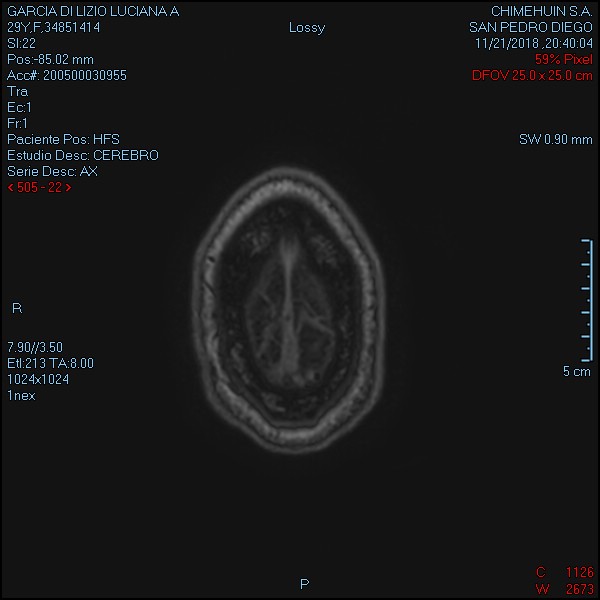 GARCIA DI LIZIO LUCIANA A
29Y,F,34851414
Sl:22
Pos:-85.02 mm
Acc#: 200500030955
Tra
Ec:1
Fr:1
Paciente Pos: HFS
Estudio Desc: CEREBRO
Serie Desc: AX
< 505 - 22 >
Lossy
CHIMEHUIN S.A.
SAN PEDRO DIEGO
11/21/2018 ,20:40:04
59% Pixel
DFOV 25.0 x 25.0 cm
SW 0.90 mm
R
7.90//3.50
Etl:213 TA:8.00
1024x1024
1nex
5 cm
P
C 1126
W 2673